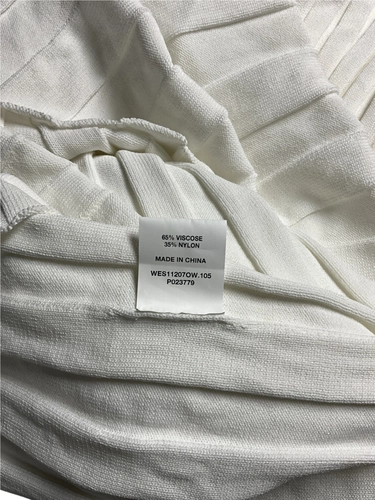 65% VISCOSE
35% NYLON
MADE IN CHINA
WES11207OW.105
P023779